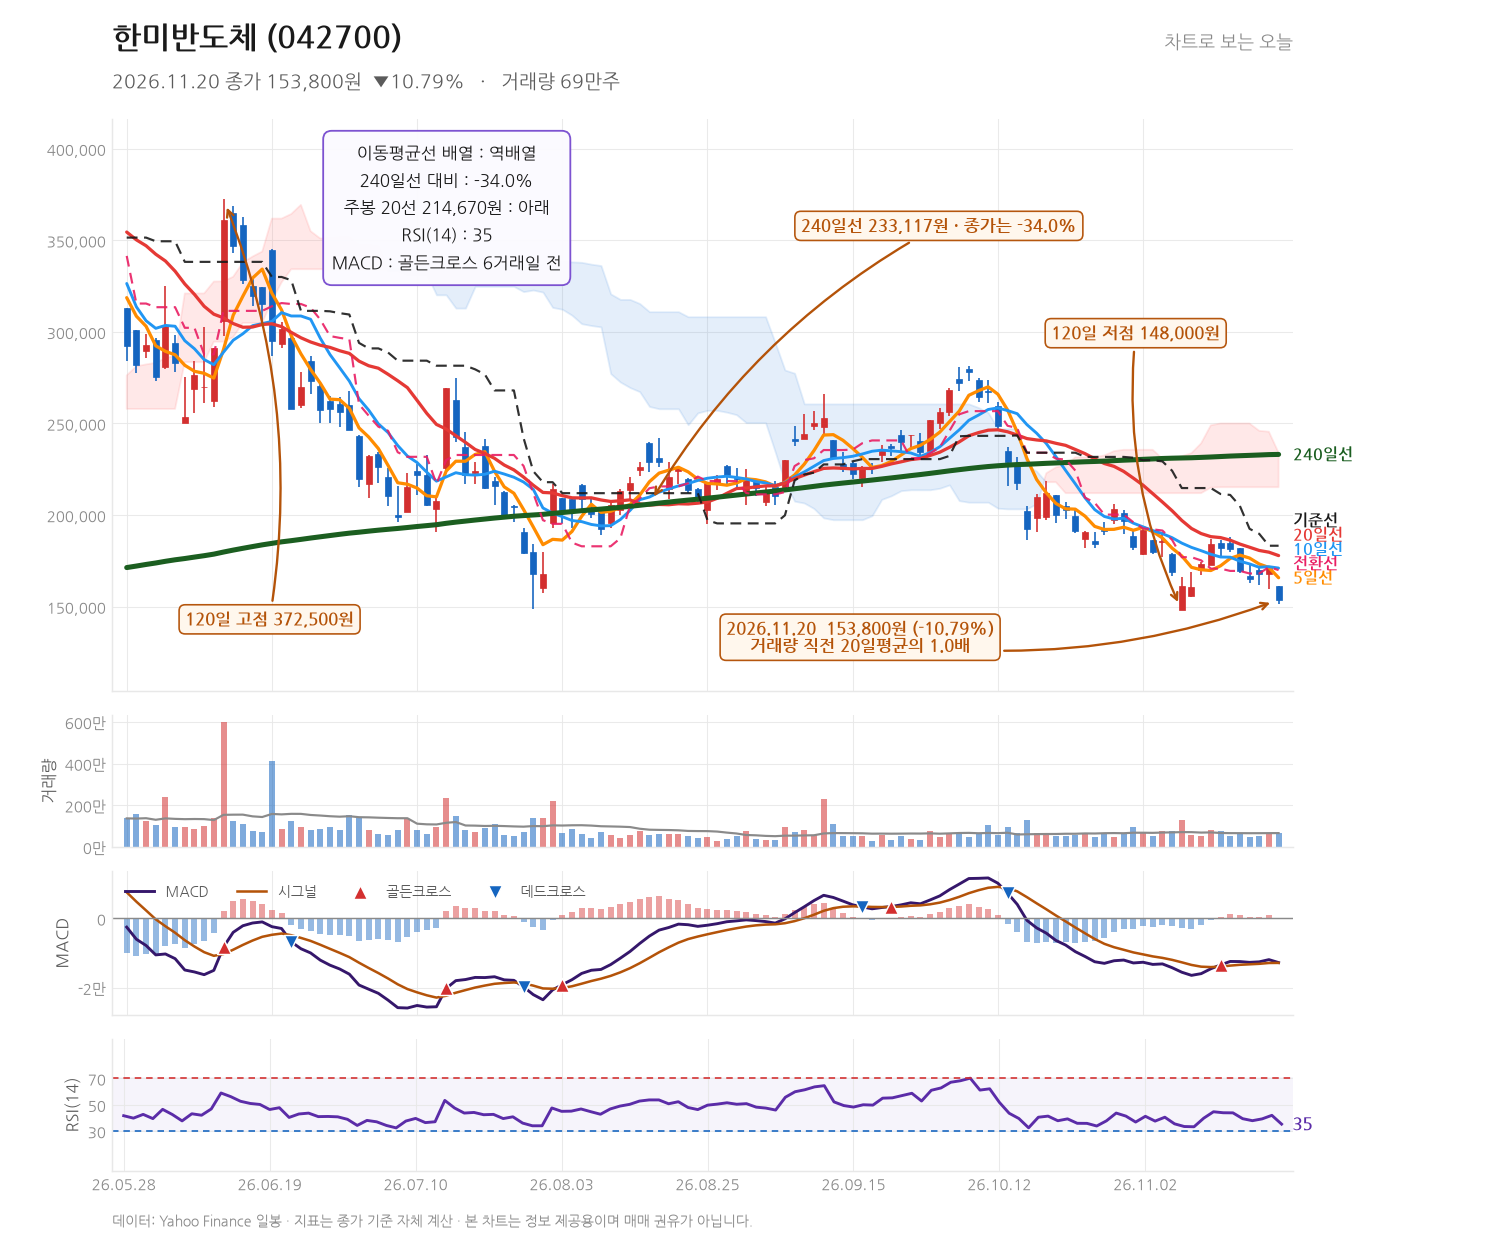 한미반도체 (042700)
차트로 보는 오늘
2026.11.20 종가 153,800원 ▼10.79% · 거래량 69만주
이동평균선 배열 : 역배열
240일선 대비 : -34.0%
주봉 20선 214,670원 : 아래
RSI(14) : 35
MACD : 골든크로스 6거래일 전
240일선 233,117원 · 종가는 -34.0%
120일 저점 148,000원
120일 고점 372,500원
2026.11.20 153,800원 (-10.79%)
거래량 직전 20일평균의 1.0배
400,000
350,000
300,000
250,000
200,000
150,000
240일선
기준선
20일선
10일선
전환선
5일선
거래량
600만
400만
200만
0만
MACD
MACD
시그널
골든크로스
데드크로스
0
-2만
RSI(14)
70
50
30
35
26.05.28
26.06.19
26.07.10
26.08.03
26.08.25
26.09.15
26.10.12
26.11.02
데이터: Yahoo Finance 일봉 · 지표는 종가 기준 자체 계산 · 본 차트는 정보 제공용이며 매매 권유가 아닙니다.